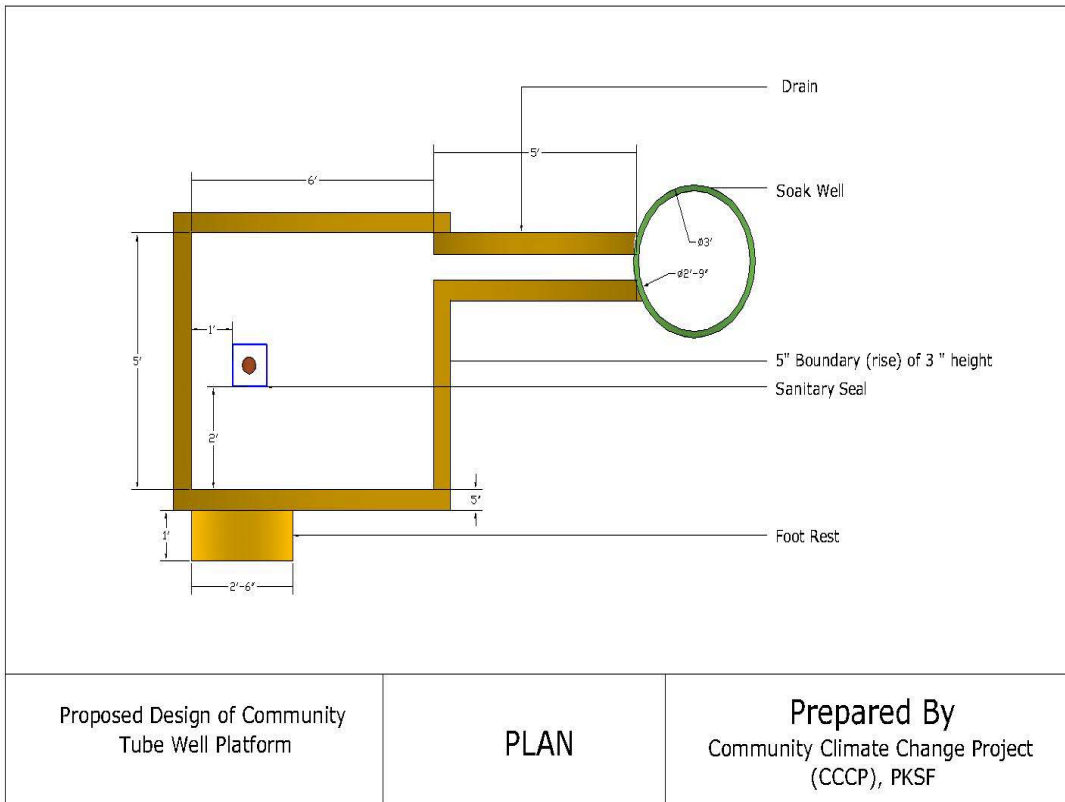 Drain
5'
6'
Soak Well
ø3'
ø2'-9"
1'
5'
5" Boundary (rise) of 3 " height
Sanitary Seal
2'
5"
1'
Foot Rest
2'-6"
Proposed Design of Community
Tube Well Platform
PLAN
Prepared By
Community Climate Change Project
(CCCP), PKSF